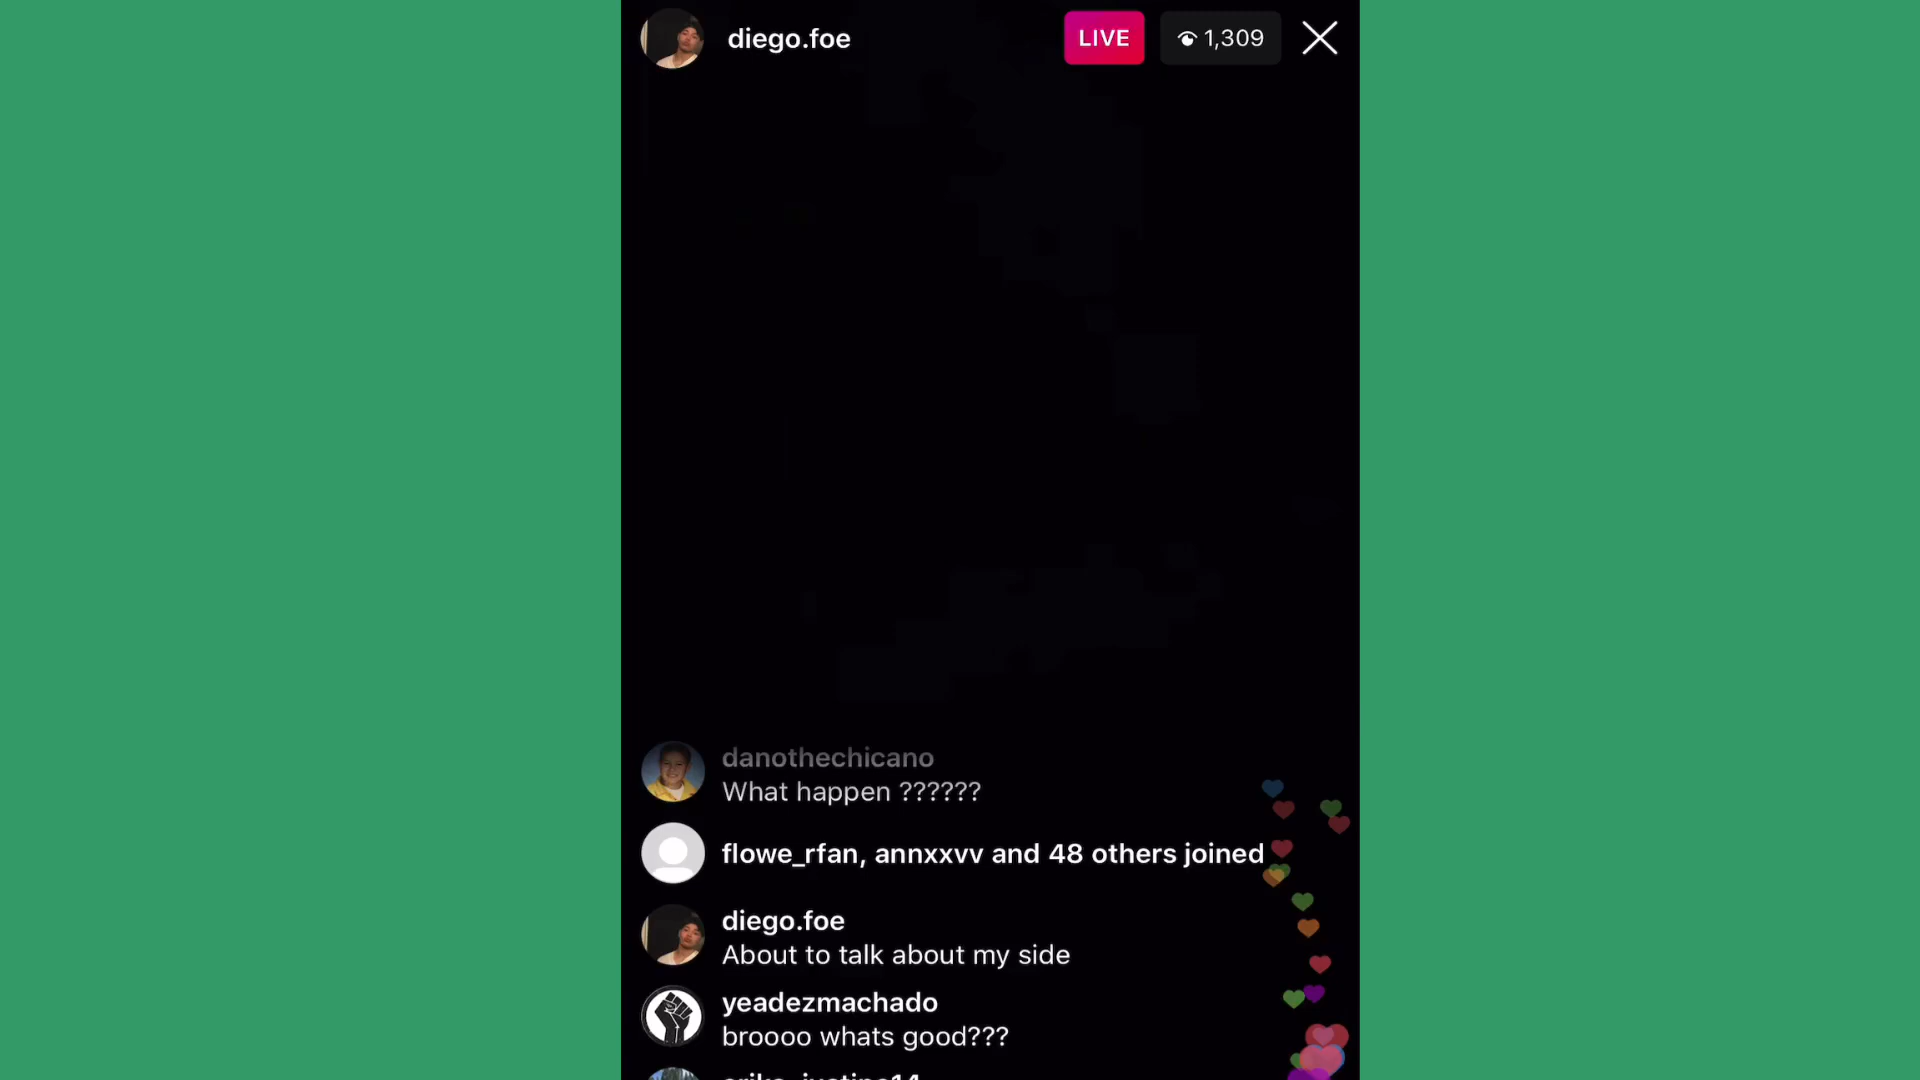 diego.foe
LIVE
1,309
danothechicano
What happen ??????
flowe_rfan, annxxvv and 48 others joined
diego.foe
About to talk about my side
yeadezmachado
broooo whats good???